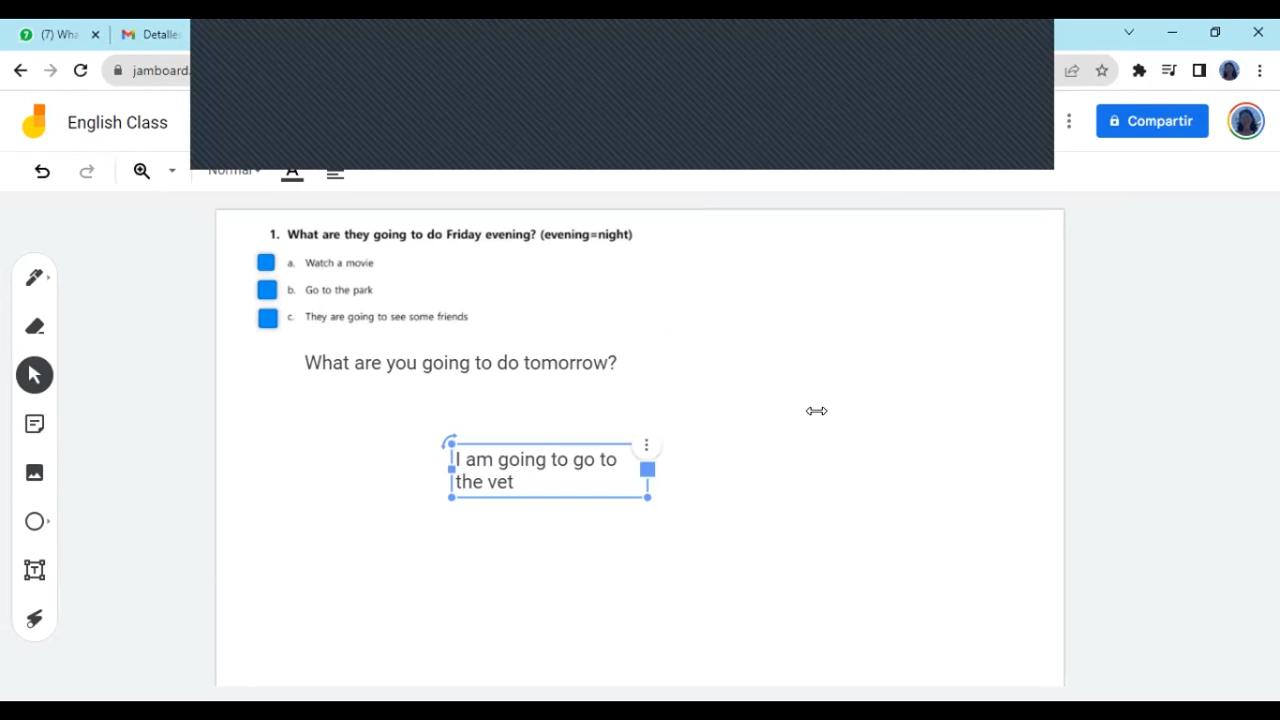 (7) Wha
Detalle
jamboard.
English Class
Compartir
Normal
A
1. What are they going to do Friday evening? (evening=night)
a. Watch a movie
b. Go to the park
c. They are going to see some friends
What are you going to do tomorrow?
I am going to go to
the vet
T